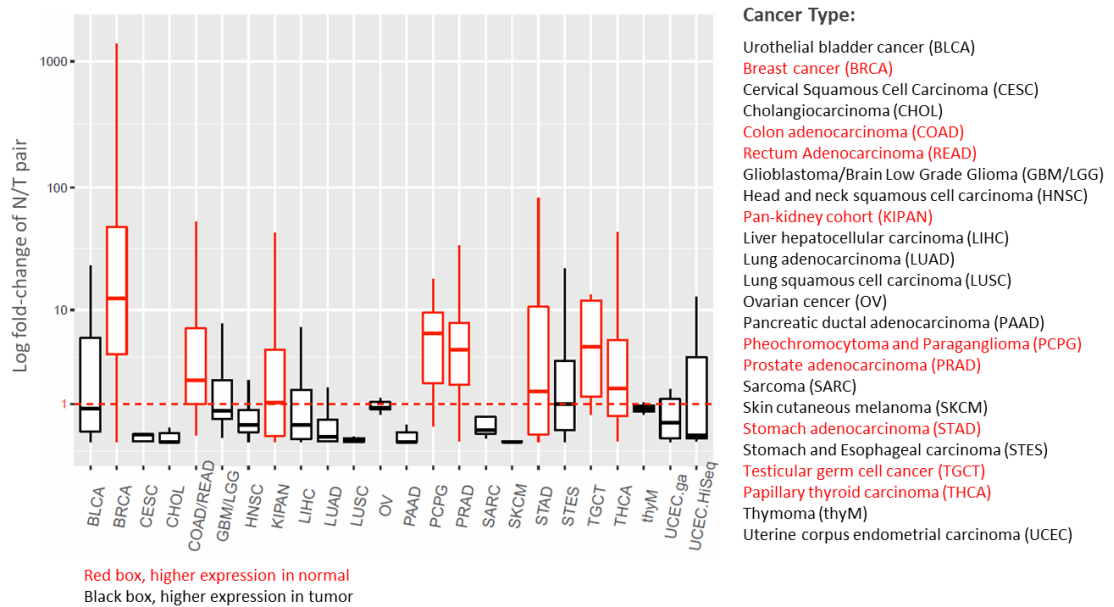 Log fold-change of N/T pair
1000
100
10
1
BLCA
BRCA
CESC
CHOL
COAD/READ
GBM/LGG
HNSC
KIPAN
LIHC
LUAD
LUSC
OV
PAAD
PCPG
PRAD
SARC
SKCM
STAD
STES
TGCT
THCA
thyM
UCEC.ga
UCEC.HiSeq
Red box, higher expression in normal
Black box, higher expression in tumor
Cancer Type:
Urothelial bladder cancer (BLCA)
Breast cancer (BRCA)
Cervical Squamous Cell Carcinoma (CESC)
Cholangiocarcinoma (CHOL)
Colon adenocarcinoma (COAD)
Rectum Adenocarcinoma (READ)
Glioblastoma/Brain Low Grade Glioma (GBM/LGG)
Head and neck squamous cell carcinoma (HNSC)
Pan-kidney cohort (KIPAN)
Liver hepatocellular carcinoma (LIHC)
Lung adenocarcinoma (LUAD)
Lung squamous cell carcinoma (LUSC)
Ovarian cencer (OV)
Pancreatic ductal adenocarcinoma (PAAD)
Pheochromocytoma and Paraganglioma (PCPG)
Prostate adenocarcinoma (PRAD)
Sarcoma (SARC)
Skin cutaneous melanoma (SKCM)
Stomach adenocarcinoma (STAD)
Stomach and Esophageal carcinoma (STES)
Testicular germ cell cancer (TGCT)
Papillary thyroid carcinoma (THCA)
Thymoma (thyM)
Uterine corpus endometrial carcinoma (UCEC)